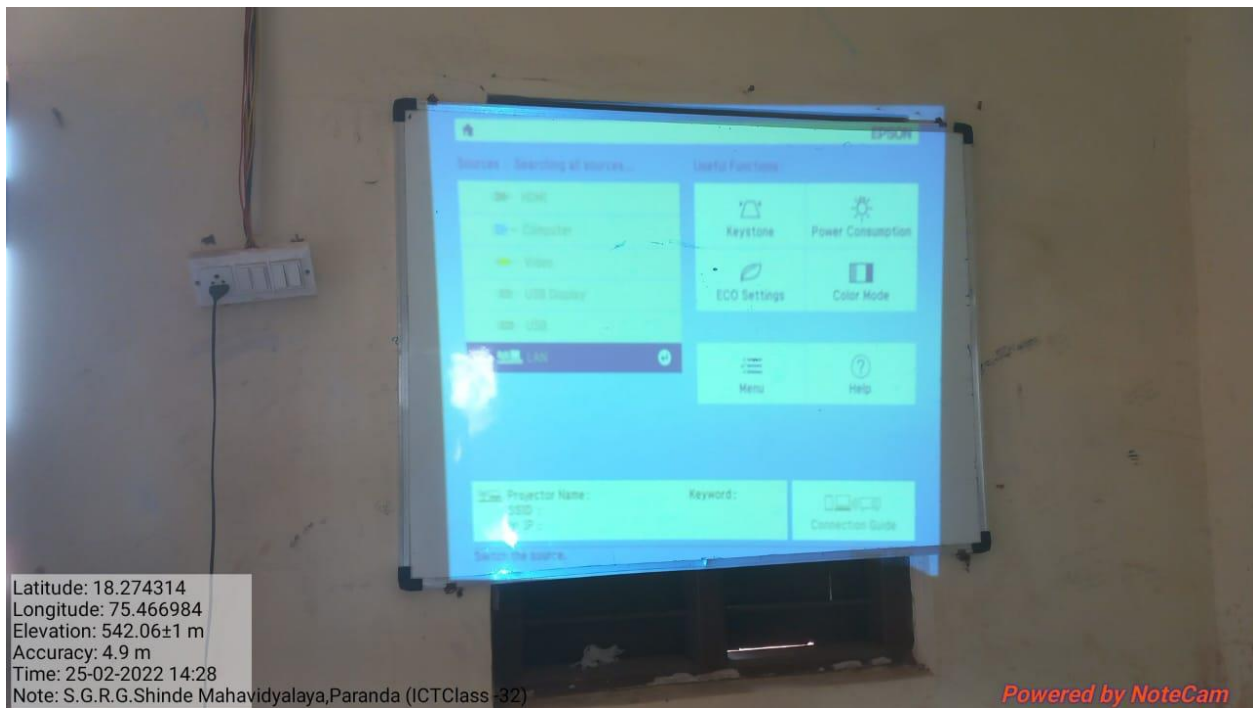 EPSON
Sources Searching all sources...
Useful Functions
HDMI
Computer
Video
USB Display
USB
LAN
Keystone
Power Consumption
ECO Settings
Color Mode
Menu
Help
Projector Name :
Keyword :
SSID :
IP :
Connection Guide
Switch the source.
Latitude: 18.274314
Longitude: 75.466984
Elevation: 542.06±1 m
Accuracy: 4.9 m
Time: 25-02-2022 14:28
Note: S.G.R.G.Shinde Mahavidyalaya,Paranda (ICTClass -32)
Powered by NoteCam